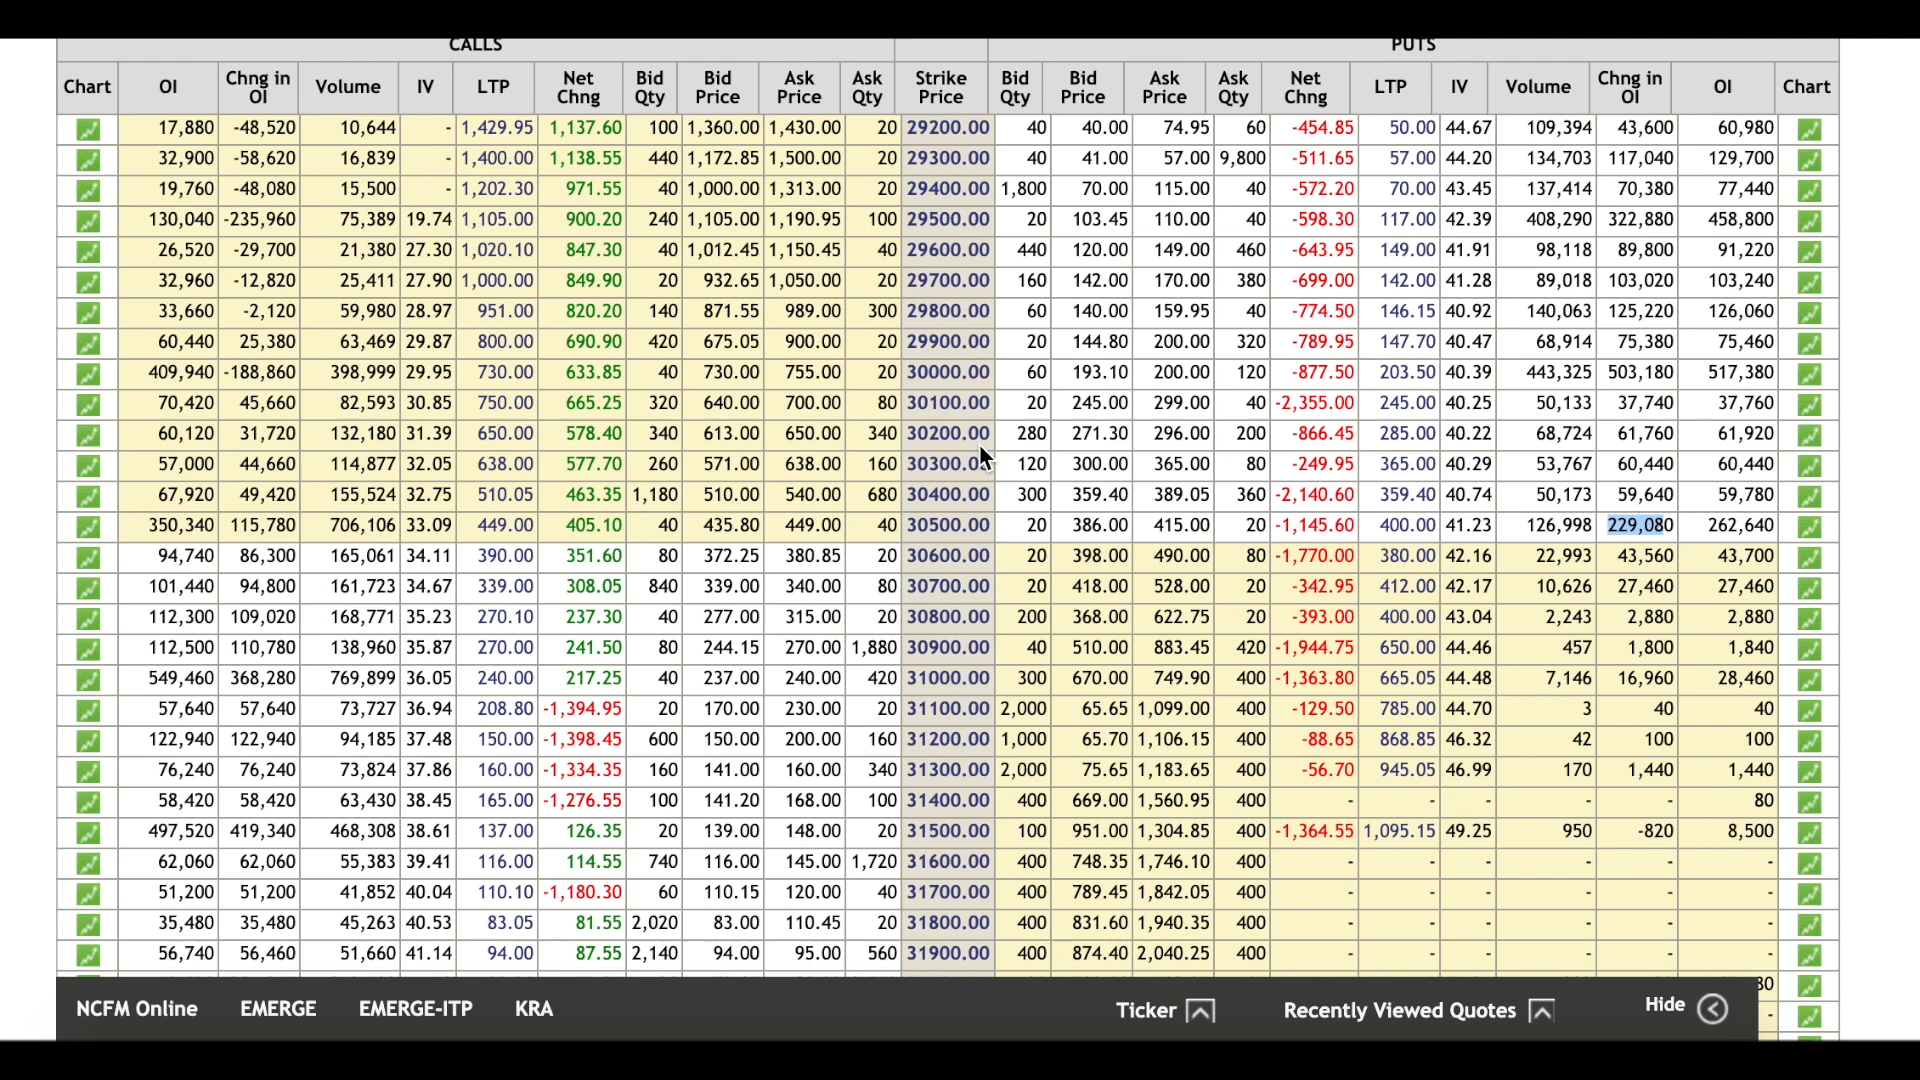 CALLS PUTS
Chart OI Chng in OI Volume IV LTP Net Chng Bid Qty Bid Price Ask Price Ask Qty Strike Price Bid Qty Bid Price Ask Price Ask Qty Net Chng LTP IV Volume Chng in OI OI Chart
17,880 -48,520 10,644 - 1,429.95 1,137.60 100 1,360.00 1,430.00 20 29200.00 40 40.00 74.95 60 -454.85 50.00 44.67 109,394 43,600 60,980
32,900 -58,620 16,839 - 1,400.00 1,138.55 440 1,172.85 1,500.00 20 29300.00 40 41.00 57.00 9,800 -511.65 57.00 44.20 134,703 117,040 129,700
19,760 -48,080 15,500 - 1,202.30 971.55 40 1,000.00 1,313.00 20 29400.00 1,800 70.00 115.00 40 -572.20 70.00 43.45 137,414 70,380 77,440
130,040 -235,960 75,389 19.74 1,105.00 900.20 240 1,105.00 1,190.95 100 29500.00 20 103.45 110.00 40 -598.30 117.00 42.39 408,290 322,880 458,800
26,520 -29,700 21,380 27.30 1,020.10 847.30 40 1,012.45 1,150.45 40 29600.00 440 120.00 149.00 460 -643.95 149.00 41.91 98,118 89,800 91,220
32,960 -12,820 25,411 27.90 1,000.00 849.90 20 932.65 1,050.00 20 29700.00 160 142.00 170.00 380 -699.00 142.00 41.28 89,018 103,020 103,240
33,660 -2,120 59,980 28.97 951.00 820.20 140 871.55 989.00 300 29800.00 60 140.00 159.95 40 -774.50 146.15 40.92 140,063 125,220 126,060
60,440 25,380 63,469 29.87 800.00 690.90 420 675.05 900.00 20 29900.00 20 144.80 200.00 320 -789.95 147.70 40.47 68,914 75,380 75,460
409,940 -188,860 398,999 29.95 730.00 633.85 40 730.00 755.00 20 30000.00 60 193.10 200.00 120 -877.50 203.50 40.39 443,325 503,180 517,380
70,420 45,660 82,593 30.85 750.00 665.25 320 640.00 700.00 80 30100.00 20 245.00 299.00 40 -2,355.00 245.00 40.25 50,133 37,740 37,760
60,120 31,720 132,180 31.39 650.00 578.40 340 613.00 650.00 340 30200.00 280 271.30 296.00 200 -866.45 285.00 40.22 68,724 61,760 61,920
57,000 44,660 114,877 32.05 638.00 577.70 260 571.00 638.00 160 30300.00 120 300.00 365.00 80 -249.95 365.00 40.29 53,767 60,440 60,440
67,920 49,420 155,524 32.75 510.05 463.35 1,180 510.00 540.00 680 30400.00 300 359.40 389.05 360 -2,140.60 359.40 40.74 50,173 59,640 59,780
350,340 115,780 706,106 33.09 449.00 405.10 40 435.80 449.00 40 30500.00 20 386.00 415.00 20 -1,145.60 400.00 41.23 126,998 229,080 262,640
94,740 86,300 165,061 34.11 390.00 351.60 80 372.25 380.85 20 30600.00 20 398.00 490.00 80 -1,770.00 380.00 42.16 22,993 43,560 43,700
101,440 94,800 161,723 34.67 339.00 308.05 840 339.00 340.00 80 30700.00 20 418.00 528.00 20 -342.95 412.00 42.17 10,626 27,460 27,460
112,300 109,020 168,771 35.23 270.10 237.30 40 277.00 315.00 20 30800.00 200 368.00 622.75 20 -393.00 400.00 43.04 2,243 2,880 2,880
112,500 110,780 138,960 35.87 270.00 241.50 80 244.15 270.00 1,880 30900.00 40 510.00 883.45 420 -1,944.75 650.00 44.46 457 1,800 1,840
549,460 368,280 769,899 36.05 240.00 217.25 40 237.00 240.00 420 31000.00 300 670.00 749.90 400 -1,363.80 665.05 44.48 7,146 16,960 28,460
57,640 57,640 73,727 36.94 208.80 -1,394.95 20 170.00 230.00 20 31100.00 2,000 65.65 1,099.00 400 -129.50 785.00 44.70 3 40 40
122,940 122,940 94,185 37.48 150.00 -1,398.45 600 150.00 200.00 160 31200.00 1,000 65.70 1,106.15 400 -88.65 868.85 46.32 42 100 100
76,240 76,240 73,824 37.86 160.00 -1,334.35 160 141.00 160.00 340 31300.00 2,000 75.65 1,183.65 400 -56.70 945.05 46.99 170 1,440 1,440
58,420 58,420 63,430 38.45 165.00 -1,276.55 100 141.20 168.00 100 31400.00 400 669.00 1,560.95 400 - - - - - 80
497,520 419,340 468,308 38.61 137.00 126.35 20 139.00 148.00 20 31500.00 100 951.00 1,304.85 400 -1,364.55 1,095.15 49.25 950 -820 8,500
62,060 62,060 55,383 39.41 116.00 114.55 740 116.00 145.00 1,720 31600.00 400 748.35 1,746.10 400 - - - - - -
51,200 51,200 41,852 40.04 110.10 -1,180.30 60 110.15 120.00 40 31700.00 400 789.45 1,842.05 400 - - - - - -
35,480 35,480 45,263 40.53 83.05 81.55 2,020 83.00 110.45 20 31800.00 400 831.60 1,940.35 400 - - - - - -
56,740 56,460 51,660 41.14 94.00 87.55 2,140 94.00 95.00 560 31900.00 400 874.40 2,040.25 400 - - - - - -
NCFM Online EMERGE EMERGE-ITP KRA Ticker Recently Viewed Quotes Hide